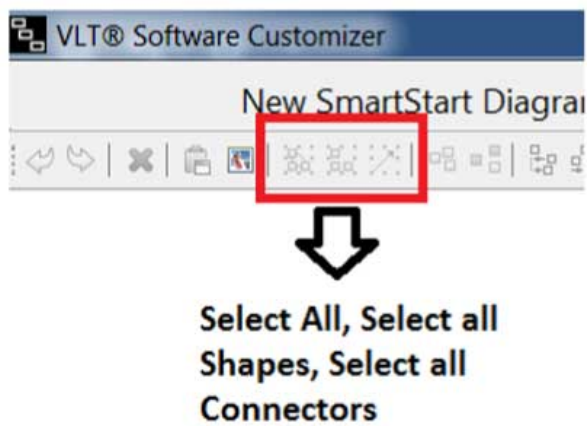 VLT® Software Customizer
New SmartStart Diagra
Select All, Select all
Shapes, Select all
Connectors